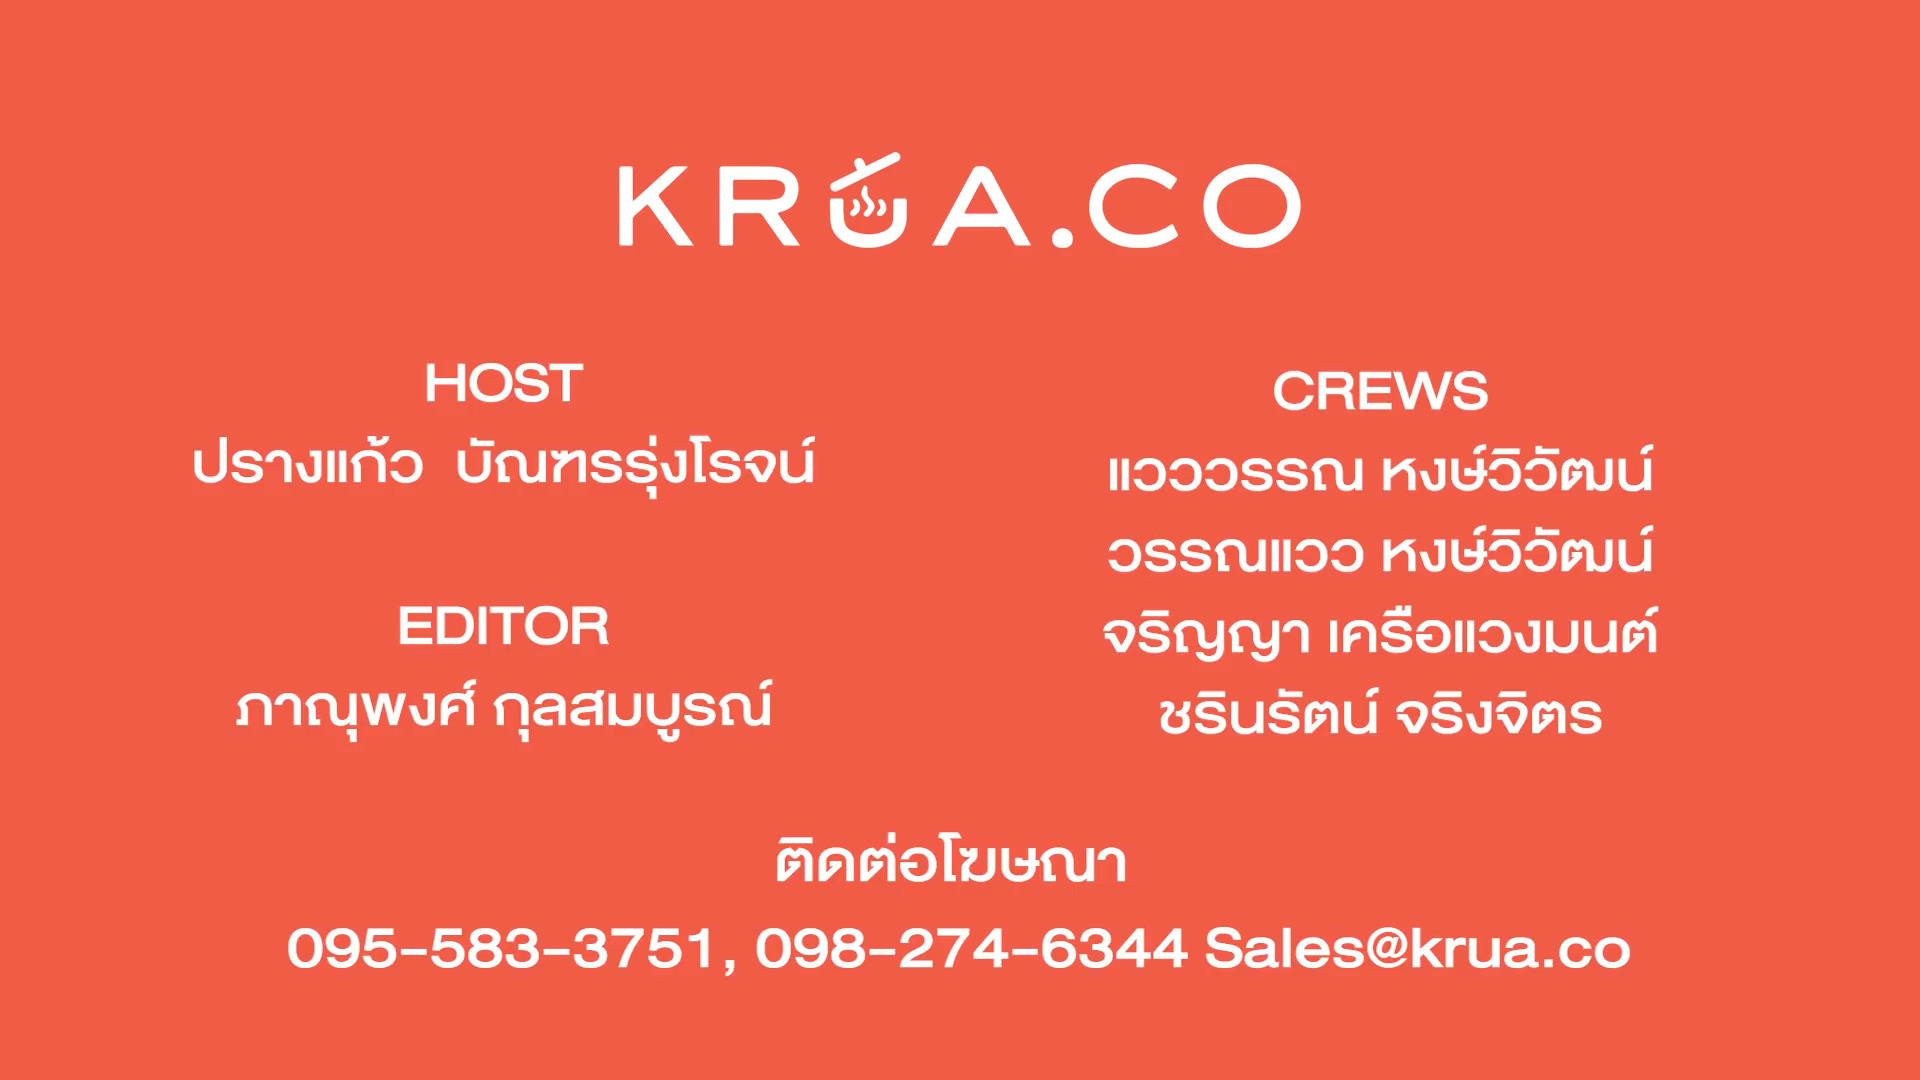 KRUA.CO
HOST
ปรางแก้ว บัณฑรรุ่งโรจน์
EDITOR
ภาณุพงศ์ กุลสมบูรณ์
CREWS
แวววรรณ หงษ์วิวัฒน์
วรรณแวว หงษ์วิวัฒน์
จริญญา เครือแวงมนต์
ชรินรัตน์ จริงจิตร
ติดต่อโฆษณา
095-583-3751, 098-274-6344 Sales@krua.co